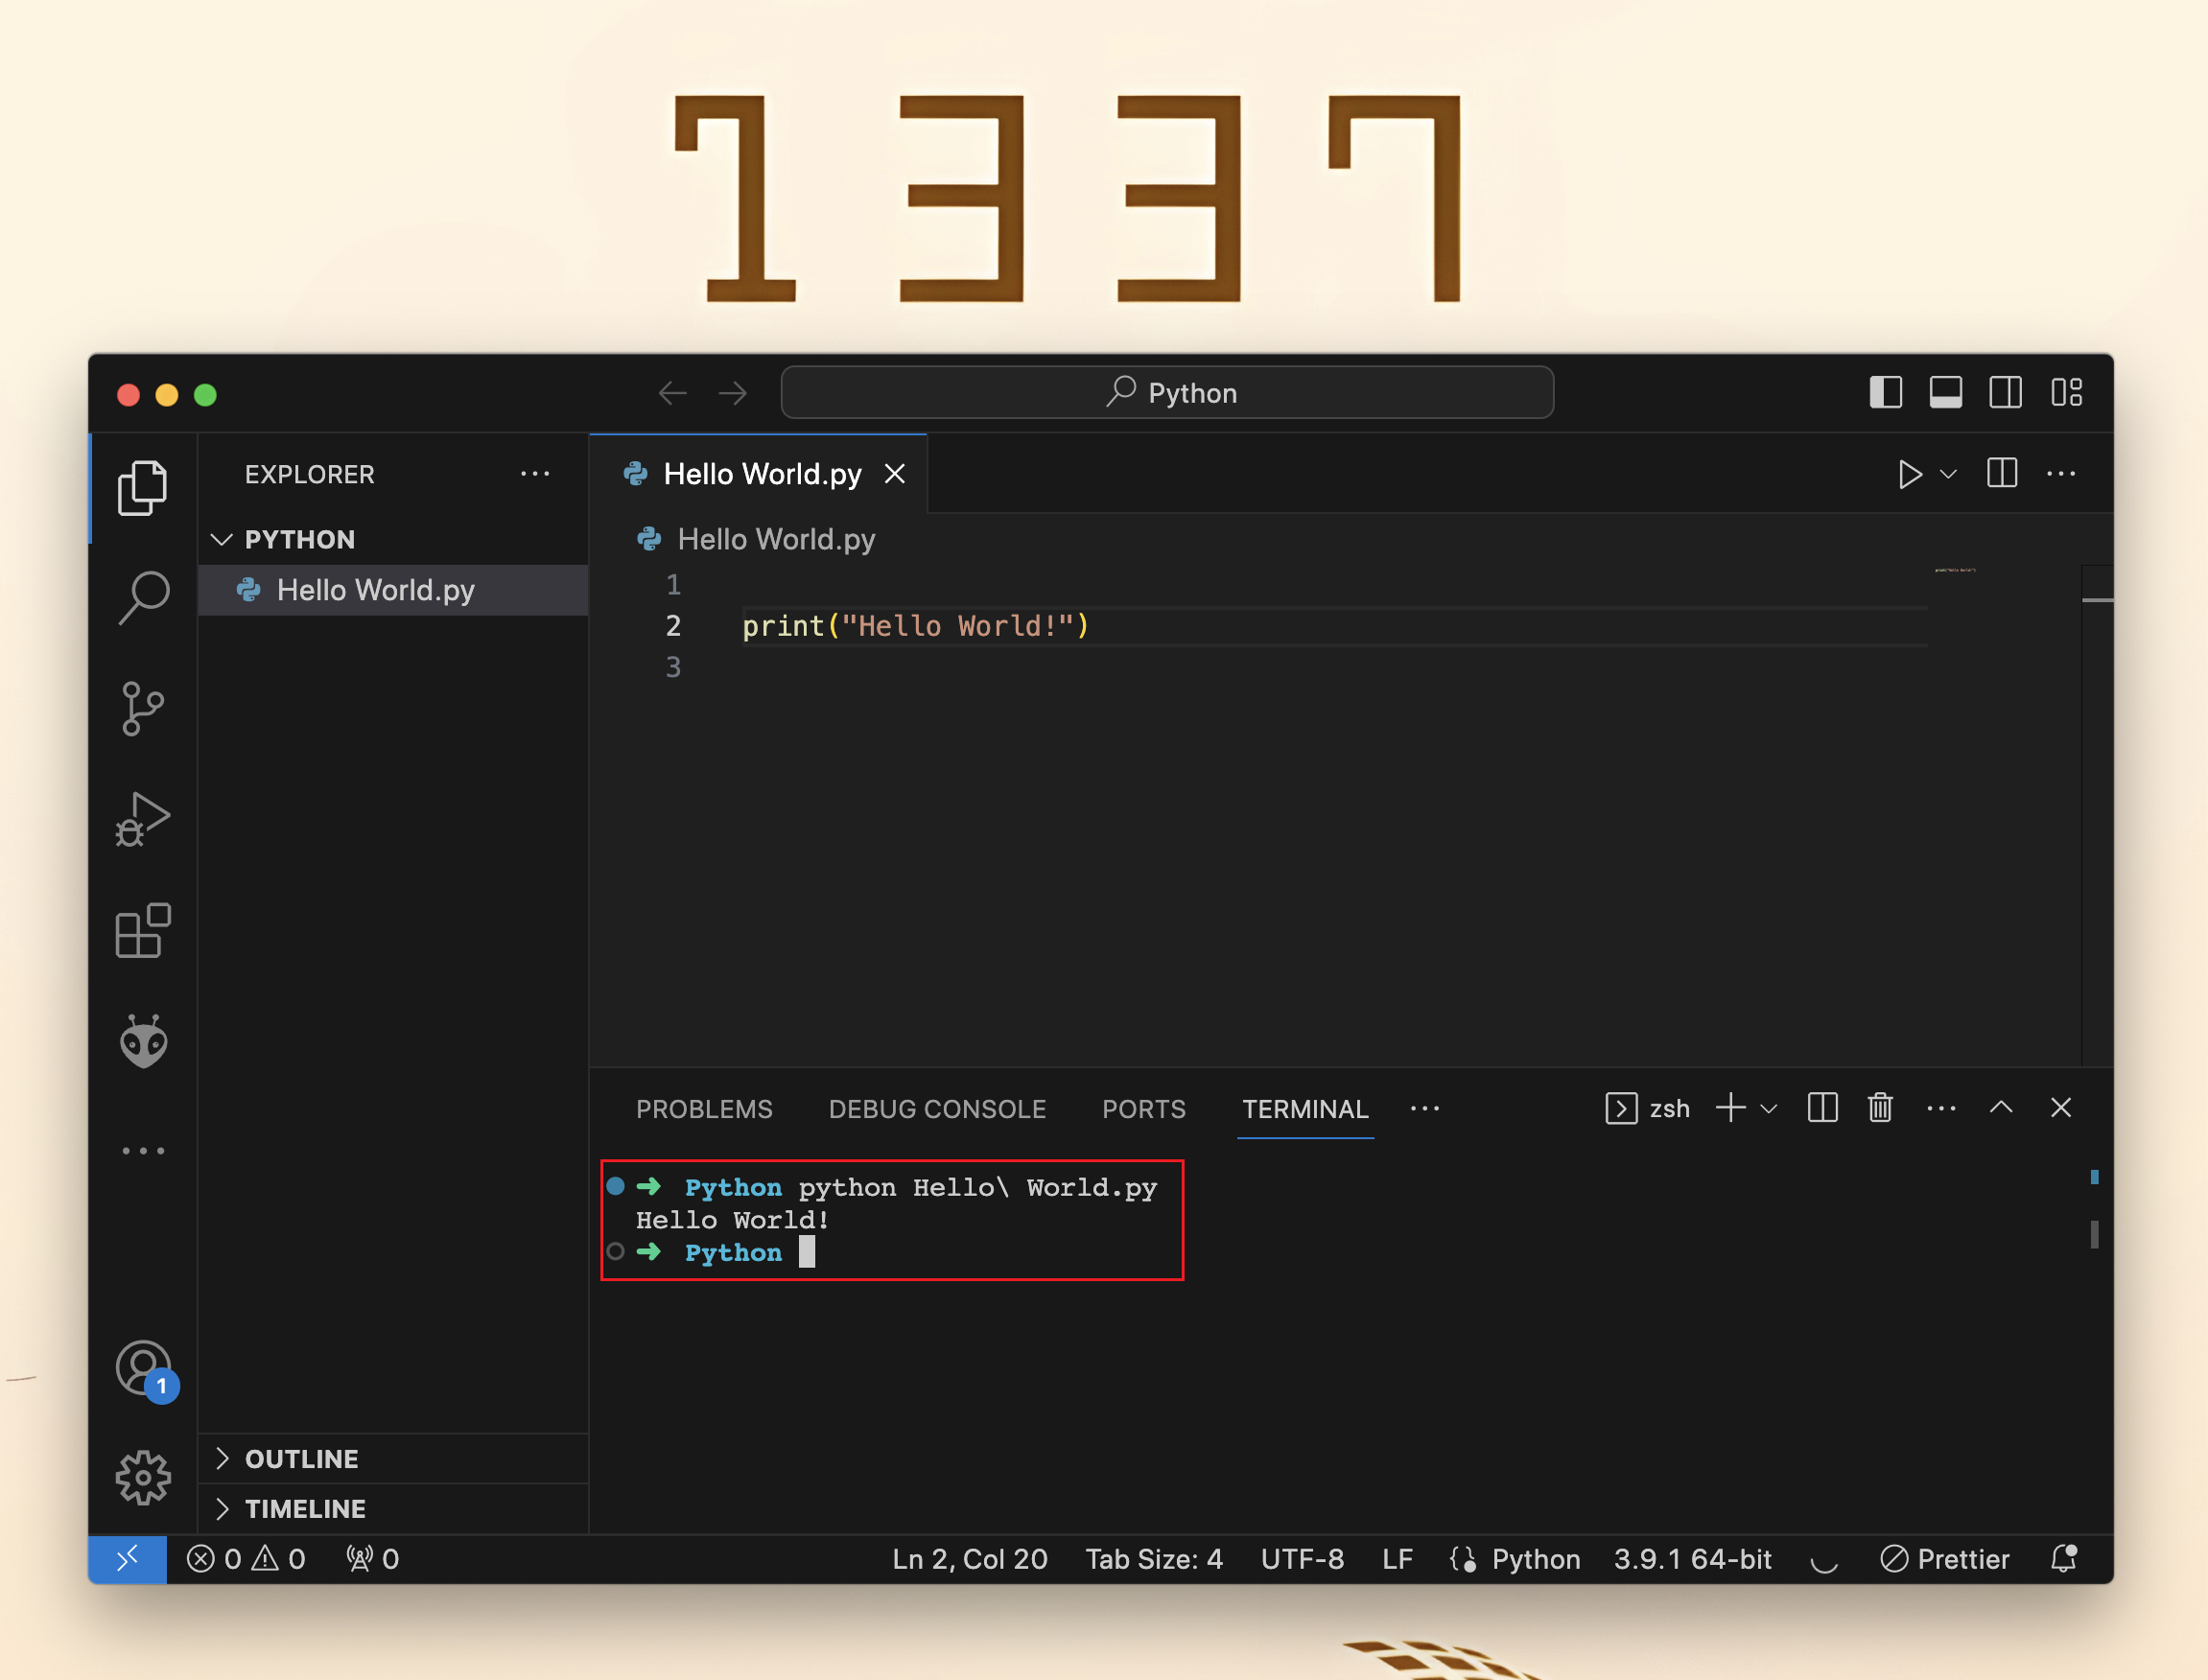 1337
Python
EXPLORER
PYTHON
Hello World.py
Hello World.py
Hello World.py
1
2 print("Hello World!")
3
PROBLEMS DEBUG CONSOLE PORTS TERMINAL zsh
➜ Python python Hello\ World.py
Hello World!
➜ Python
1
OUTLINE
TIMELINE
0 0 0 Ln 2, Col 20 Tab Size: 4 UTF-8 LF Python 3.9.1 64-bit Prettier